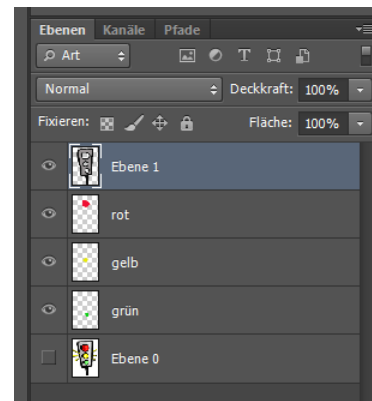 Ebenen Kanäle Pfade
Art
Normal Deckkraft: 100%
Fixieren: Fläche: 100%
Ebene 1
rot
gelb
grün
Ebene 0